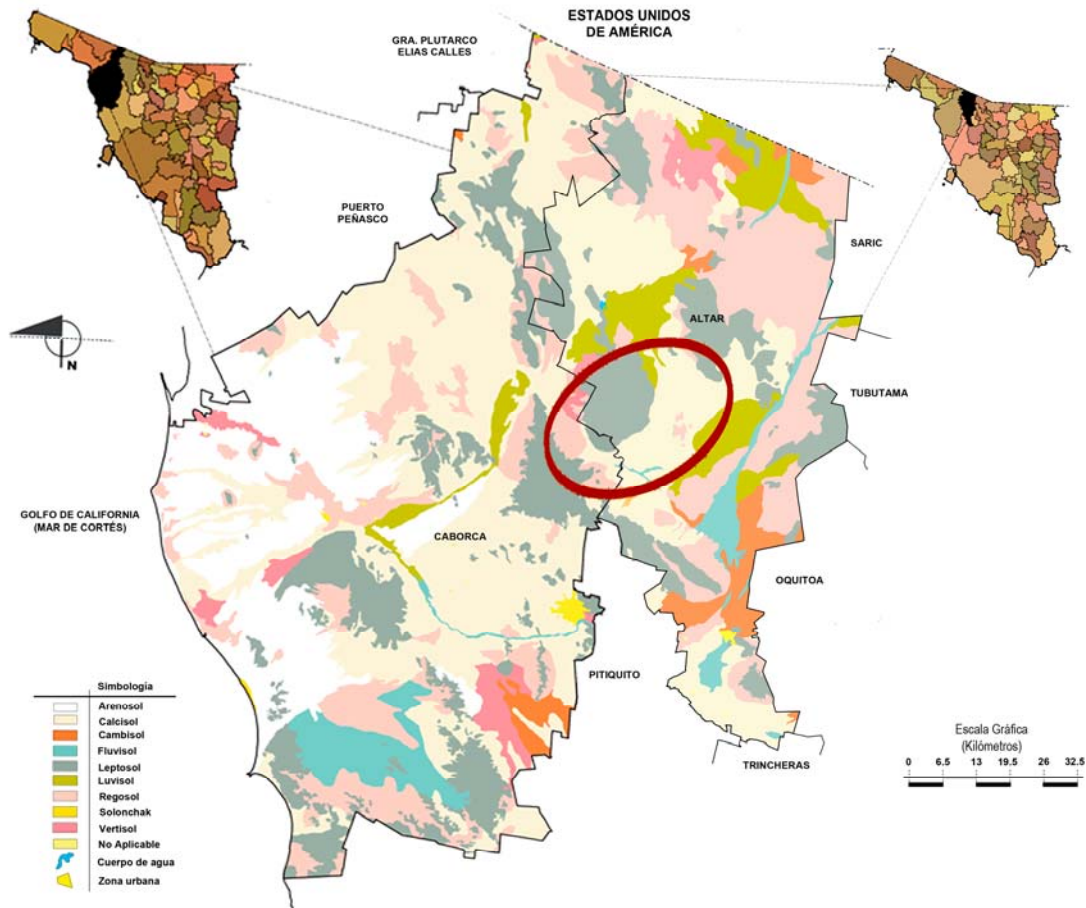 ESTADOS UNIDOS
DE AMÉRICA
GRA. PLUTARCO
ELIAS CALLES
PUERTO
PEÑASCO
SARIC
ALTAR
N
TUBUTAMA
GOLFO DE CALIFORNIA
(MAR DE CORTÉS)
CABORCA
OQUITOA
PITIQUITO
TRINCHERAS
Simbología
Arenosol
Calcisol
Cambisol
Fluvisol
Leptosol
Luvisol
Regosol
Solonchak
Vertisol
No Aplicable
Cuerpo de agua
Zona urbana
Escala Gráfica
(Kilómetros)
0 6.5 13 19.5 26 32.5